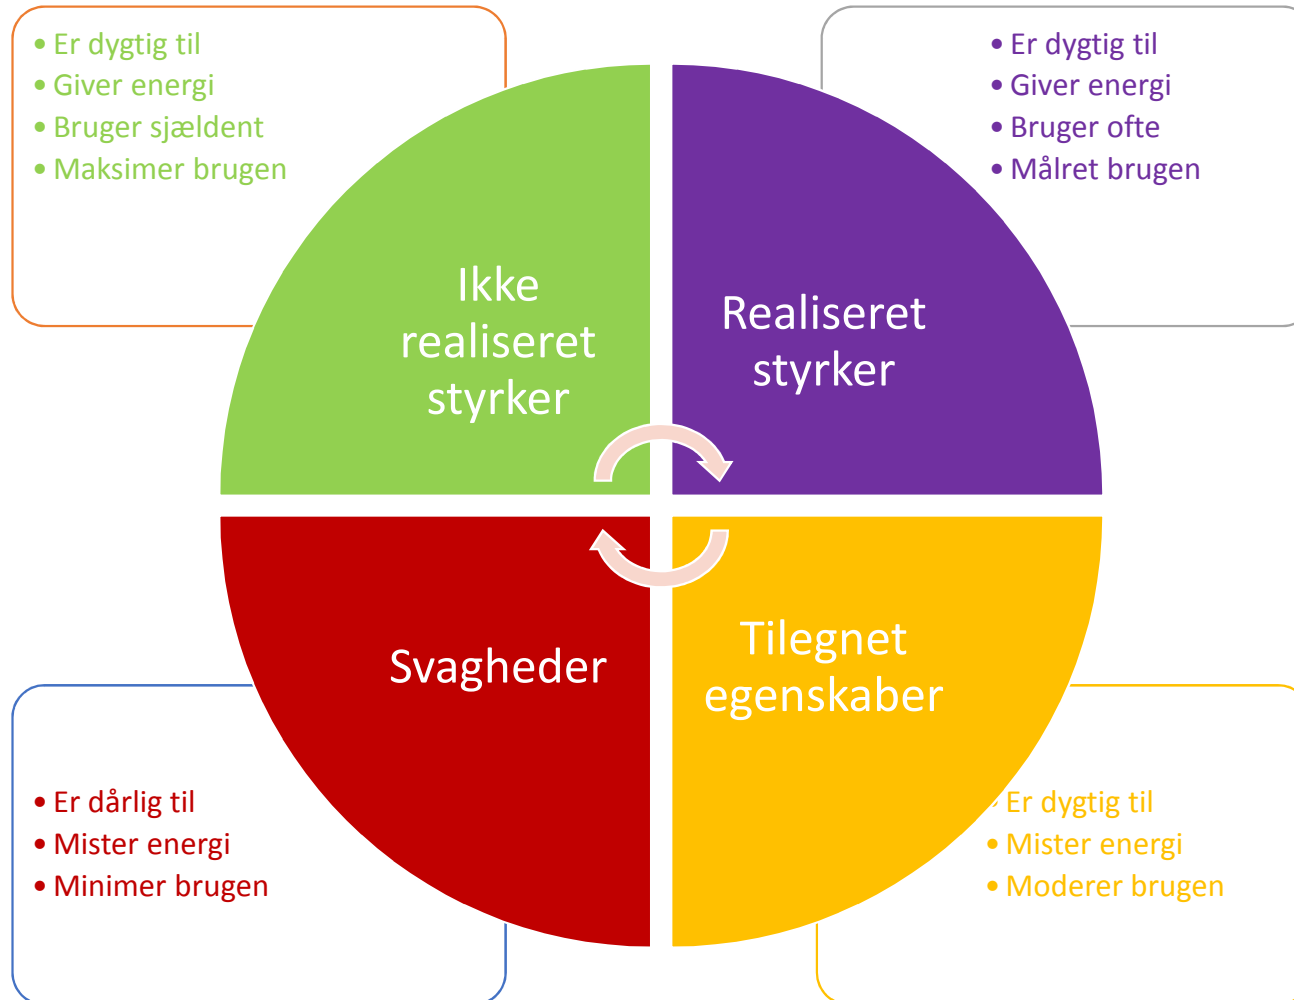 • Er dygtig til
• Giver energi
• Bruger sjældent
• Maksimer brugen
• Er dygtig til
• Giver energi
• Bruger ofte
• Målret brugen
Ikke
realiseret
styrker
Realiseret
styrker
Svagheder
Tilegnet
egenskaber
• Er dårlig til
• Mister energi
• Minimer brugen
• Er dygtig til
• Mister energi
• Moderer brugen